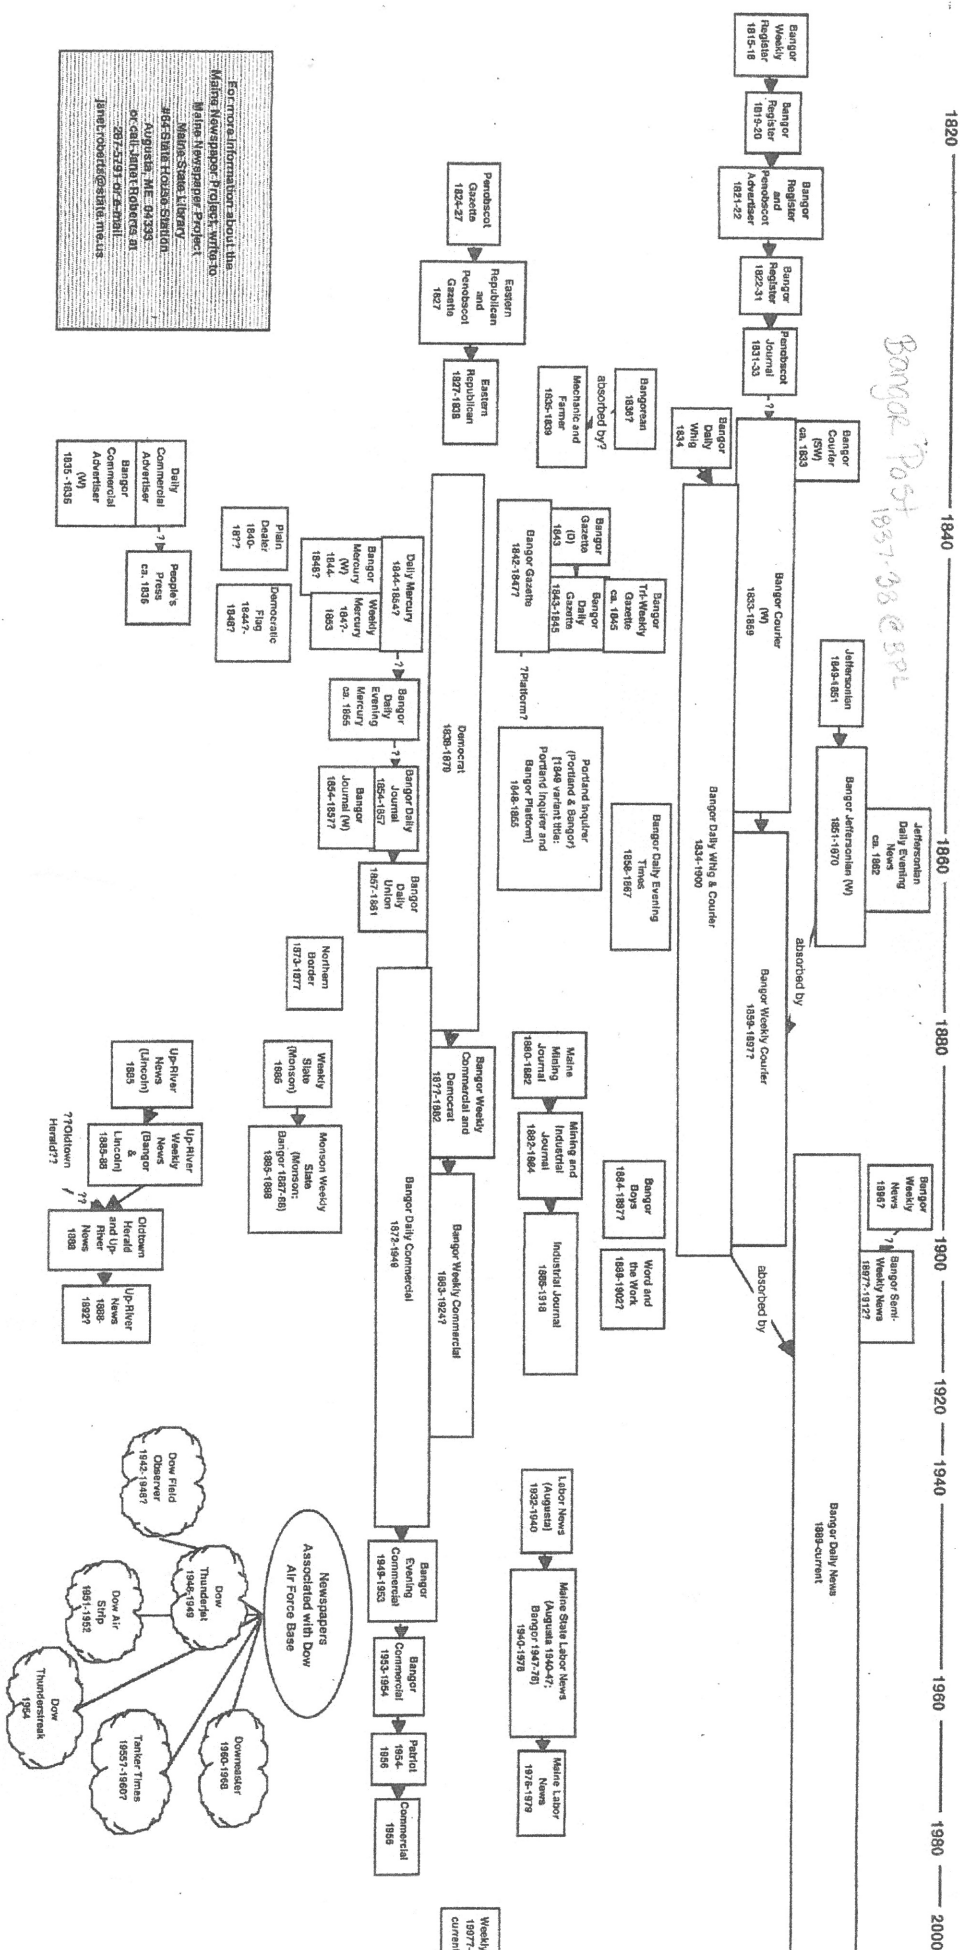 1820
1840
1860
1880
1900
1920
1940
1960
1980
2000
Bangor Post
1837-38 @ BPL
Bangor
Weekly
Register
1815-18
Bangor
Register
1819-20
Bangor
Register
and
Penobscot
Advertiser
1821-22
Bangor
Register
1822-31
Penobscot
Journal
1831-33
?
Bangor
Courier
(SW)
ca. 1833
Bangor Courier
(W)
1833-1859
Bangor
Daily
Whig
1834
Bangor Daily Whig & Courier
1834-1900
Jeffersonian
1849-1851
Bangor Jeffersonian (W)
1851-1870
Jeffersonian
Daily Evening
News
ca. 1862
absorbed by
Bangor Weekly Courier
1859-1897?
Bangor
Weekly
News
1896?
?
Bangor Semi-
Weekly News
1897?-1912?
absorbed by
Bangor Daily News
1889-current
Bangorean
1836?
absorbed by?
Mechanic and
Farmer
1835-1839
Penobscot
Gazette
1824-27
Eastern
Republican
and
Penobscot
Gazette
1827
Eastern
Republican
1827-1838
Bangor
Gazette
(D)
1843
Bangor
Daily
Gazette
1843-1845
Bangor
Tri-Weekly
Gazette
ca. 1845
Bangor Gazette
1842-1847?
?Platform?
Portland Inquirer
(Portland & Bangor)
[1849 variant title:
Portland Inquirer and
Bangor Platform]
1848-1855
Bangor Daily Evening
Times
1858-1867
Maine
Mining
Journal
1880-1882
Mining and
Industrial
Journal
1882-1884
Industrial Journal
1885-1918
Bangor
Boys
1884-1887?
Word and
the Work
1889-1902?
Labor News
(Augusta)
1932-1940
Maine State Labor News
(Augusta 1940-47;
Bangor 1947-76)
1940-1976
Maine Labor
News
1976-1979
Democrat
1838-1879
Bangor Weekly
Commercial and
Democrat
18??-1882
Bangor Weekly Commercial
1883-1924?
Bangor Daily Commercial
1872-1949
Bangor
Evening
Commercial
1949-1953
Bangor
Commercial
1953-1954
Patriot
1954-
1956
Commercial
1956
Weekly
current
Daily
Commercial
Advertiser
Bangor
Commercial
Advertiser
(W)
1835-1836
?
People's
Press
ca. 1836
Plain
Dealer
1840-
18??
Democratic
Flag
1844?-
1848?
Daily Mercury
1844-1854?
Bangor
Mercury
(W)
1844-
1846?
Weekly
Mercury
184?-
1853
?
Bangor
Daily
Evening
Mercury
ca. 1855
?
Bangor Daily
Journal
1854-1857
Bangor
Journal (W)
1854-1857?
Bangor
Daily
Union
1857-1861
Northern
Border
1873-1877
Weekly
Slate
(Monson)
1885
Monson Weekly
Slate
(Monson:
Bangor 1887-88)
1885-1888
Up-River
News
(Lincoln)
1885
Up-River
Weekly
News
(Bangor
&
Lincoln)
1885-88
??Oldtown
Herald??
??
Oldtown
Herald
and Up-
River
News
1888
Up-River
News
1888-
1892?
Newspapers
Associated with Dow
Air Force Base
Dow Field
Observer
1942-1948?
Dow
Thunderjet
1948-1949
Dow Air
Strip
1951-1952
Dow
Thunderstreak
1954
Tanker Times
1955?-1960?
Downeaster
1960-1968
For more information about the
Maine Newspaper Project, write to
Maine Newspaper Project
Maine State Library
#64 State House Station
Augusta, ME 04333
or call Janet Roberts at
287-5791 or e-mail
janet.roberts@state.me.us